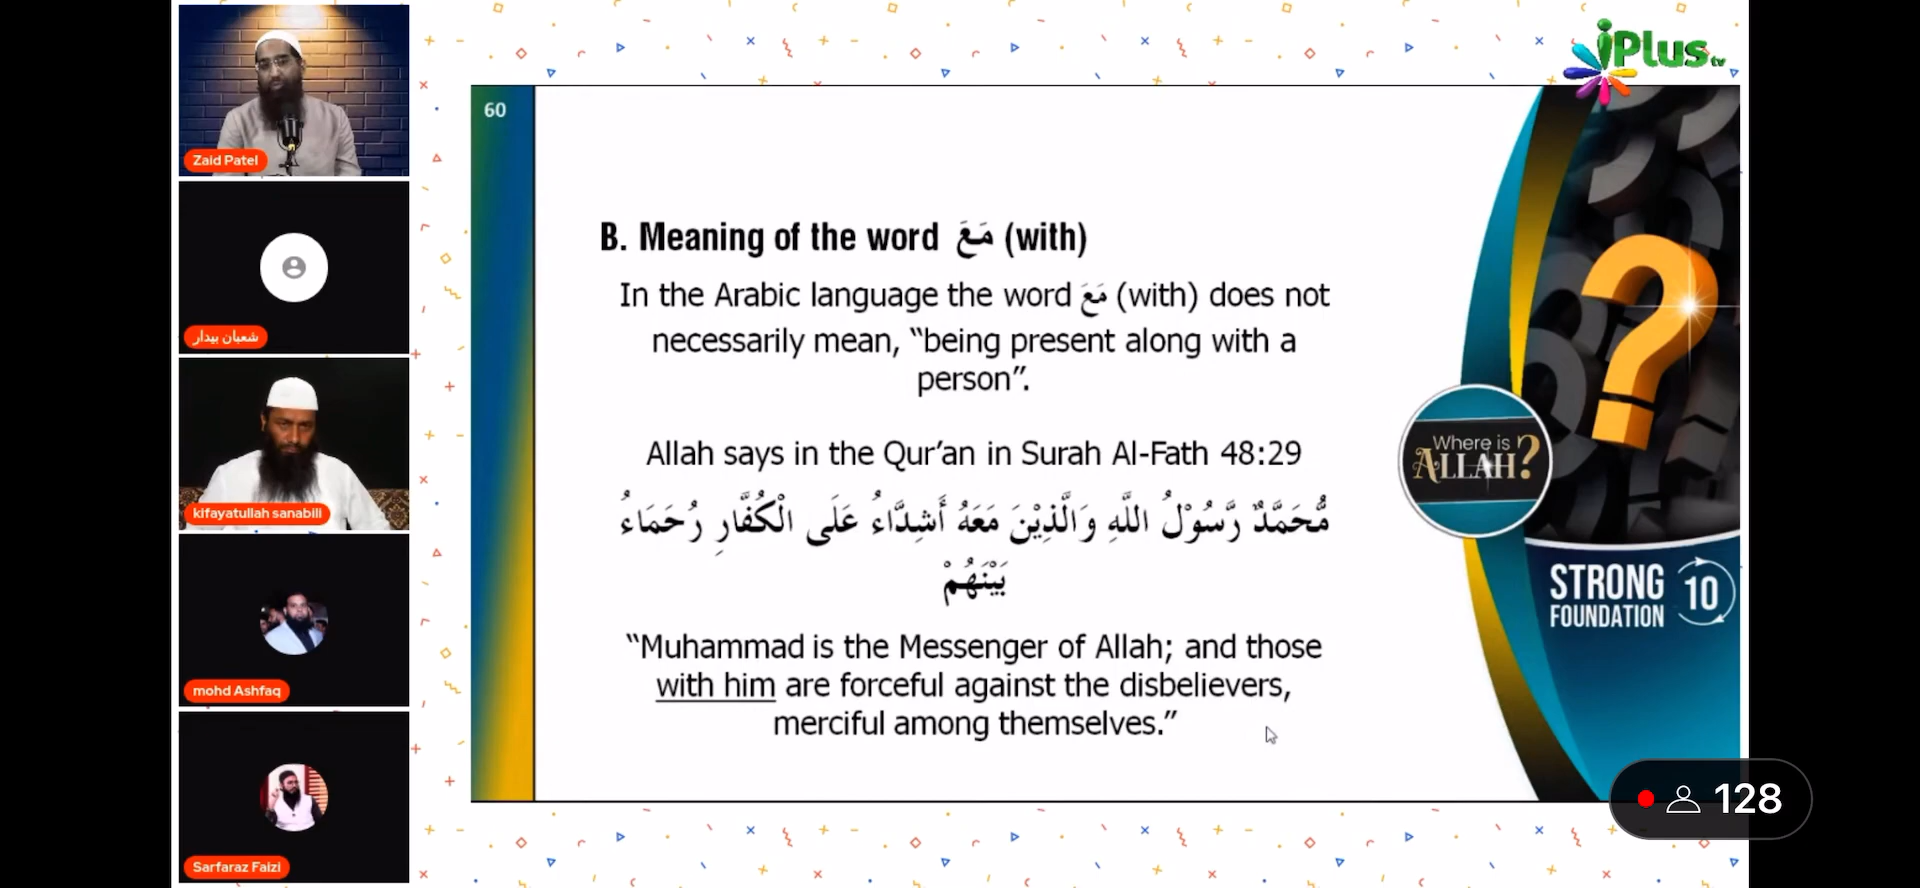 iPlus tv
Zaid Patel
شعبان بیدار
kifayatullah sanabili
mohd Ashfaq
Sarfaraz Faizi
60
B. Meaning of the word مَعَ (with)
In the Arabic language the word مَعَ (with) does not
necessarily mean, “being present along with a
person”.
Allah says in the Qur’an in Surah Al-Fath 48:29
مُّحَمَّدٌ رَّسُوْلُ اللَّهِ وَالَّذِيْنَ مَعَهُ أَشِدَّاءُ عَلَى الْكُفَّارِ رُحَمَاءُ
بَيْنَهُمْ
“Muhammad is the Messenger of Allah; and those
with him are forceful against the disbelievers,
merciful among themselves.”
Where is
ALLAH?
STRONG
FOUNDATION
10
128